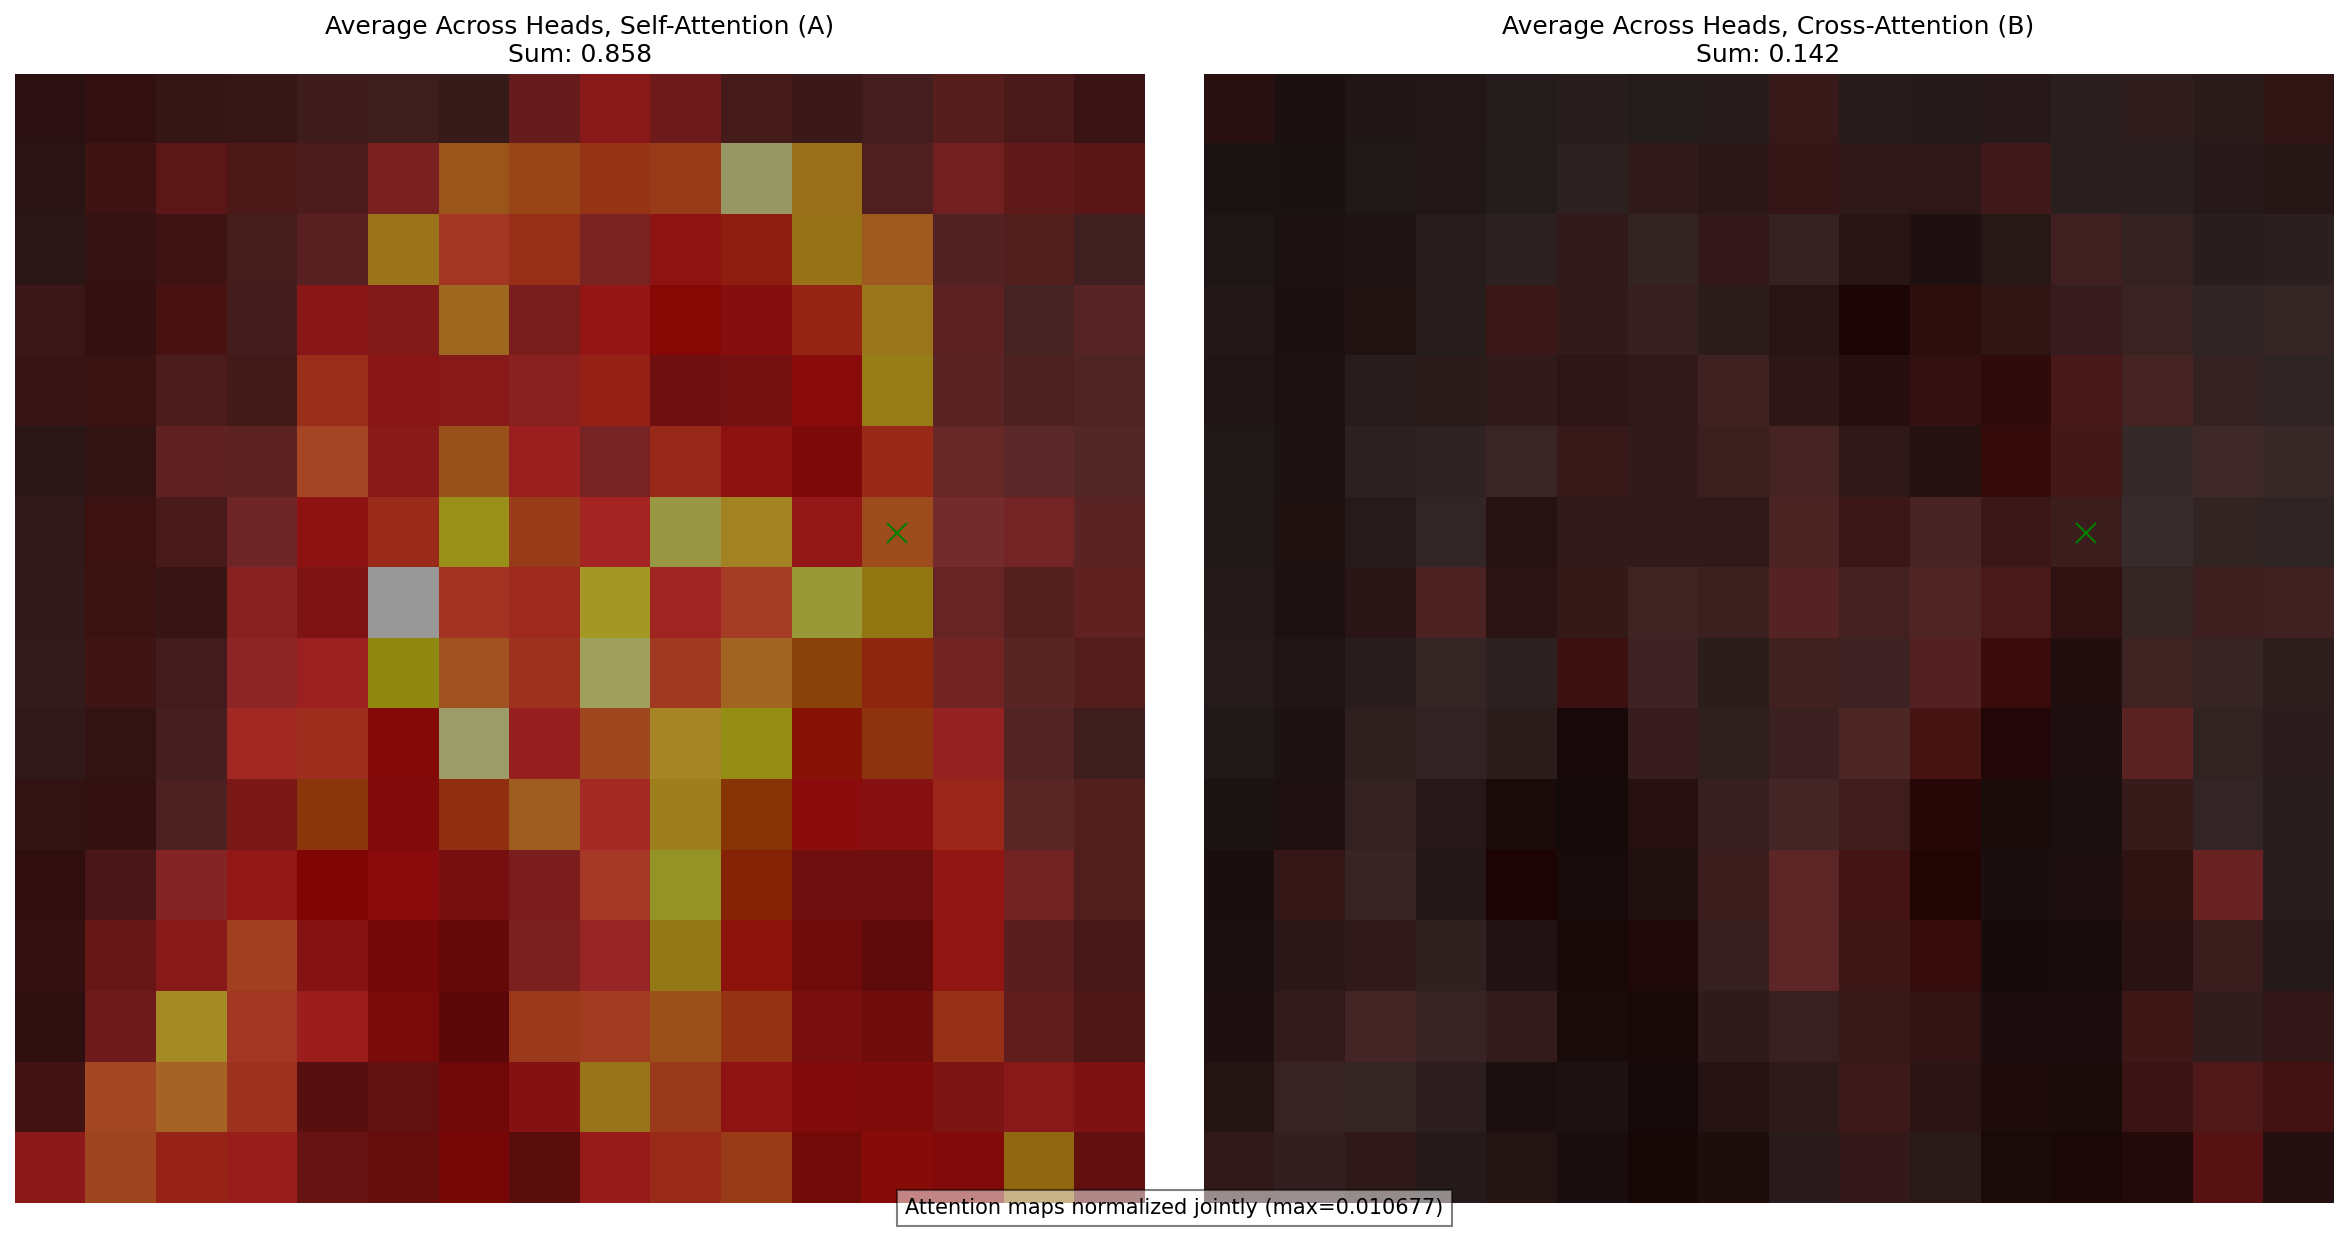 Average Across Heads, Self-Attention (A)
Sum: 0.858
Average Across Heads, Cross-Attention (B)
Sum: 0.142
Attention maps normalized jointly (max=0.010677)